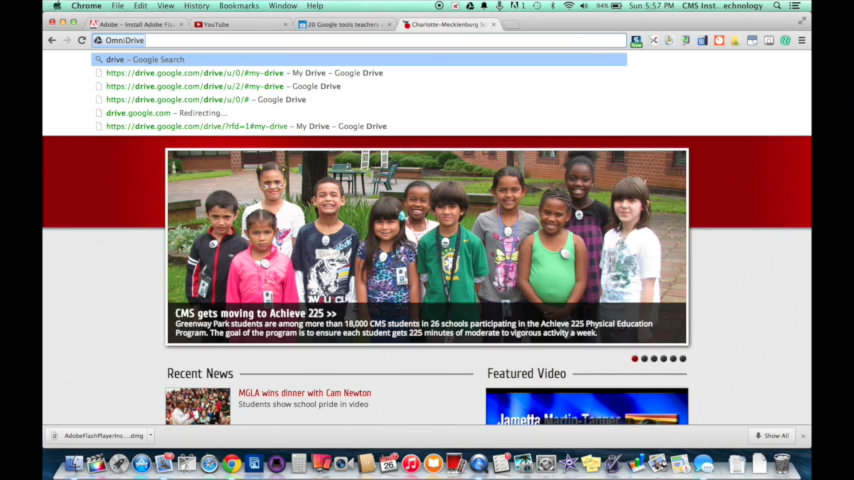 Chrome File Edit View History Bookmarks Window Help
1 94% Sun 5:57 PM CMS Inst...echnology
Adobe - Install Adobe Flas
YouTube
20 Google tools teachers
Charlotte-Mecklenburg Sc
OmniDrive
drive – Google Search
https://drive.google.com/drive/u/0/#my-drive – My Drive – Google Drive
https://drive.google.com/drive/u/2/#my-drive – Google Drive
https://drive.google.com/drive/u/0/# – Google Drive
drive.google.com – Redirecting...
https://drive.google.com/drive/?rfd=1#my-drive – My Drive – Google Drive
CMS gets moving to Achieve 225 >>
Greenway Park students are among more than 18,000 CMS students in 26 schools participating in the Achieve 225 Physical Education
Program. The goal of the program is to ensure each student gets 225 minutes of moderate to vigorous activity a week.
Recent News
Featured Video
MGLA wins dinner with Cam Newton
Students show school pride in video
Jametta Martin-Tanner
AdobeFlashPlayerIns....dmg
Show All
26